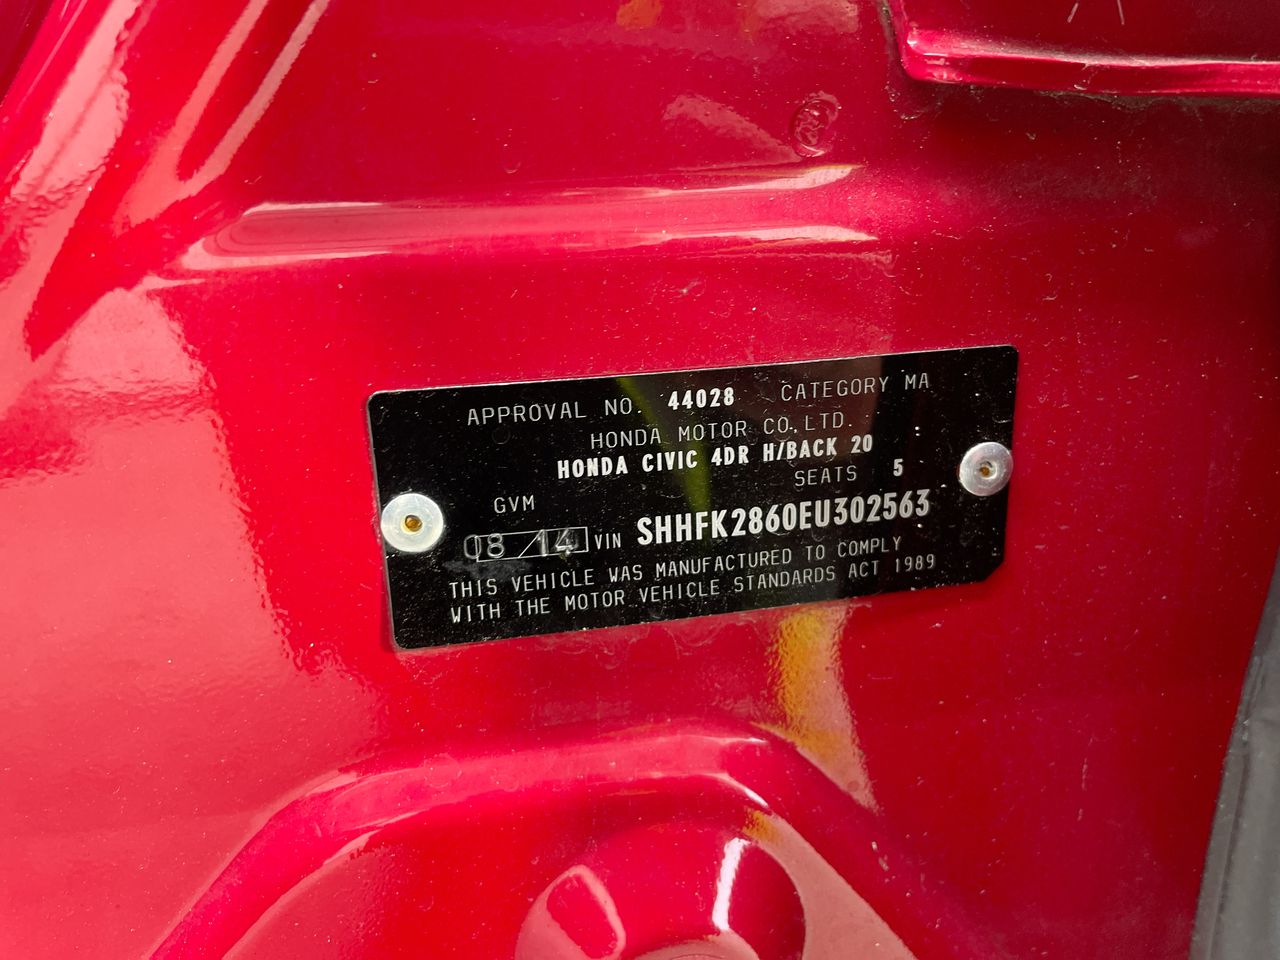 APPROVAL NO. 44028 CATEGORY MA
HONDA MOTOR CO.,LTD.
HONDA CIVIC 4DR H/BACK 20
SEATS 5
GVM
08/14 VIN SHHFK2860EU302563
THIS VEHICLE WAS MANUFACTURED TO COMPLY
WITH THE MOTOR VEHICLE STANDARDS ACT 1989